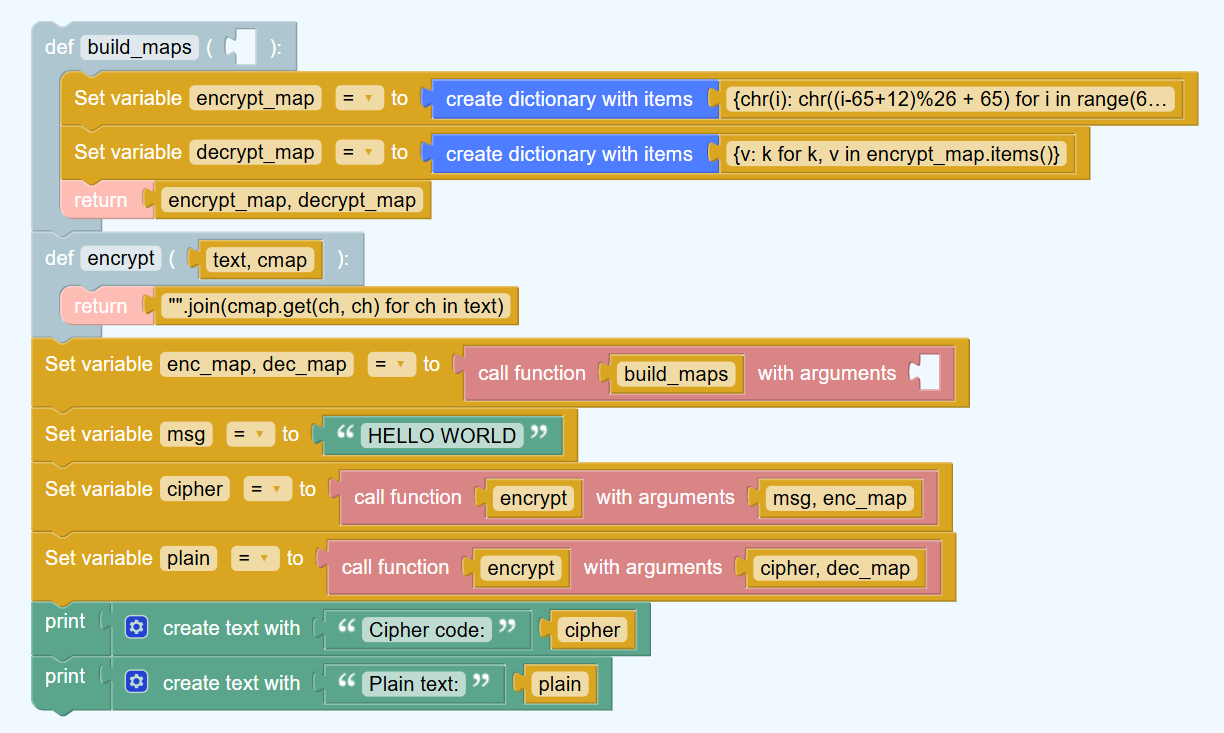 def build_maps ( ):
Set variable encrypt_map = to create dictionary with items {chr(i): chr((i-65+12)%26 + 65) for i in range(6...
Set variable decrypt_map = to create dictionary with items {v: k for k, v in encrypt_map.items()}
return encrypt_map, decrypt_map
def encrypt ( text, cmap ):
return "".join(cmap.get(ch, ch) for ch in text)
Set variable enc_map, dec_map = to call function build_maps with arguments
Set variable msg = to “ HELLO WORLD ”
Set variable cipher = to call function encrypt with arguments msg, enc_map
Set variable plain = to call function encrypt with arguments cipher, dec_map
print create text with “ Cipher code: ” cipher
print create text with “ Plain text: ” plain